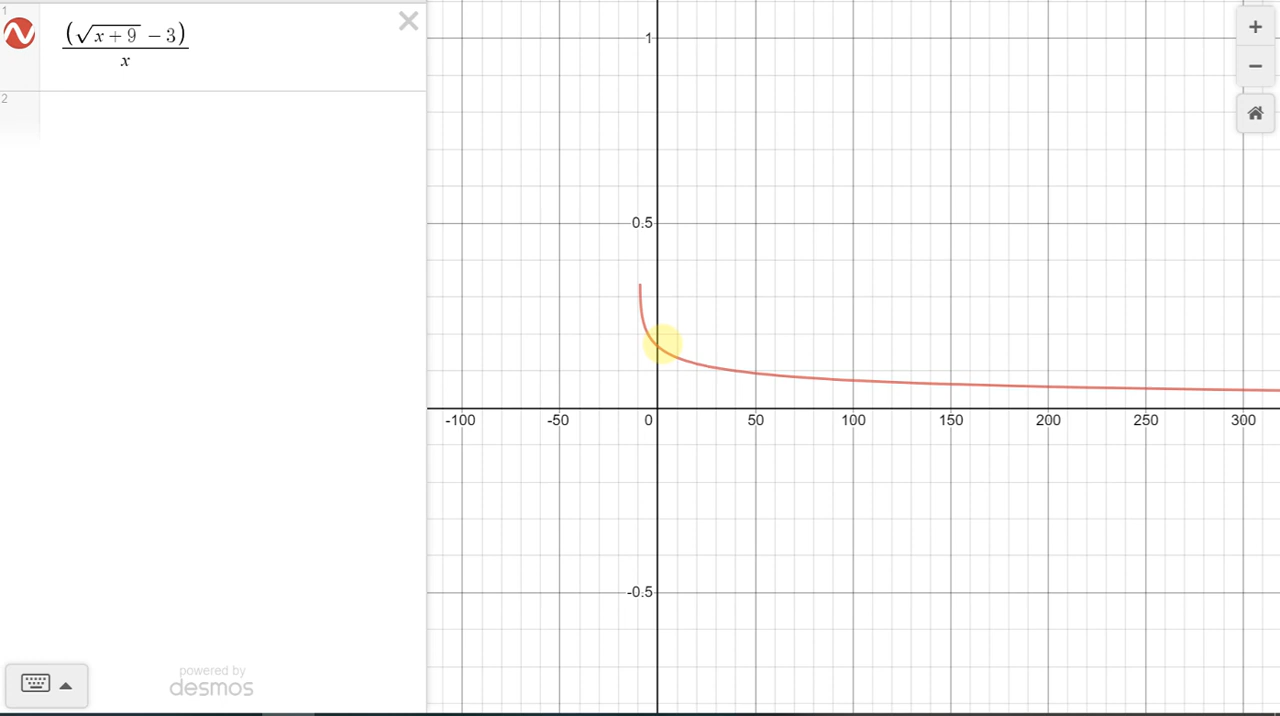 1
(√x + 9 − 3)
x
2
1
0.5
-100 -50 0 50 100 150 200 250 300
-0.5
powered by
desmos
+
−